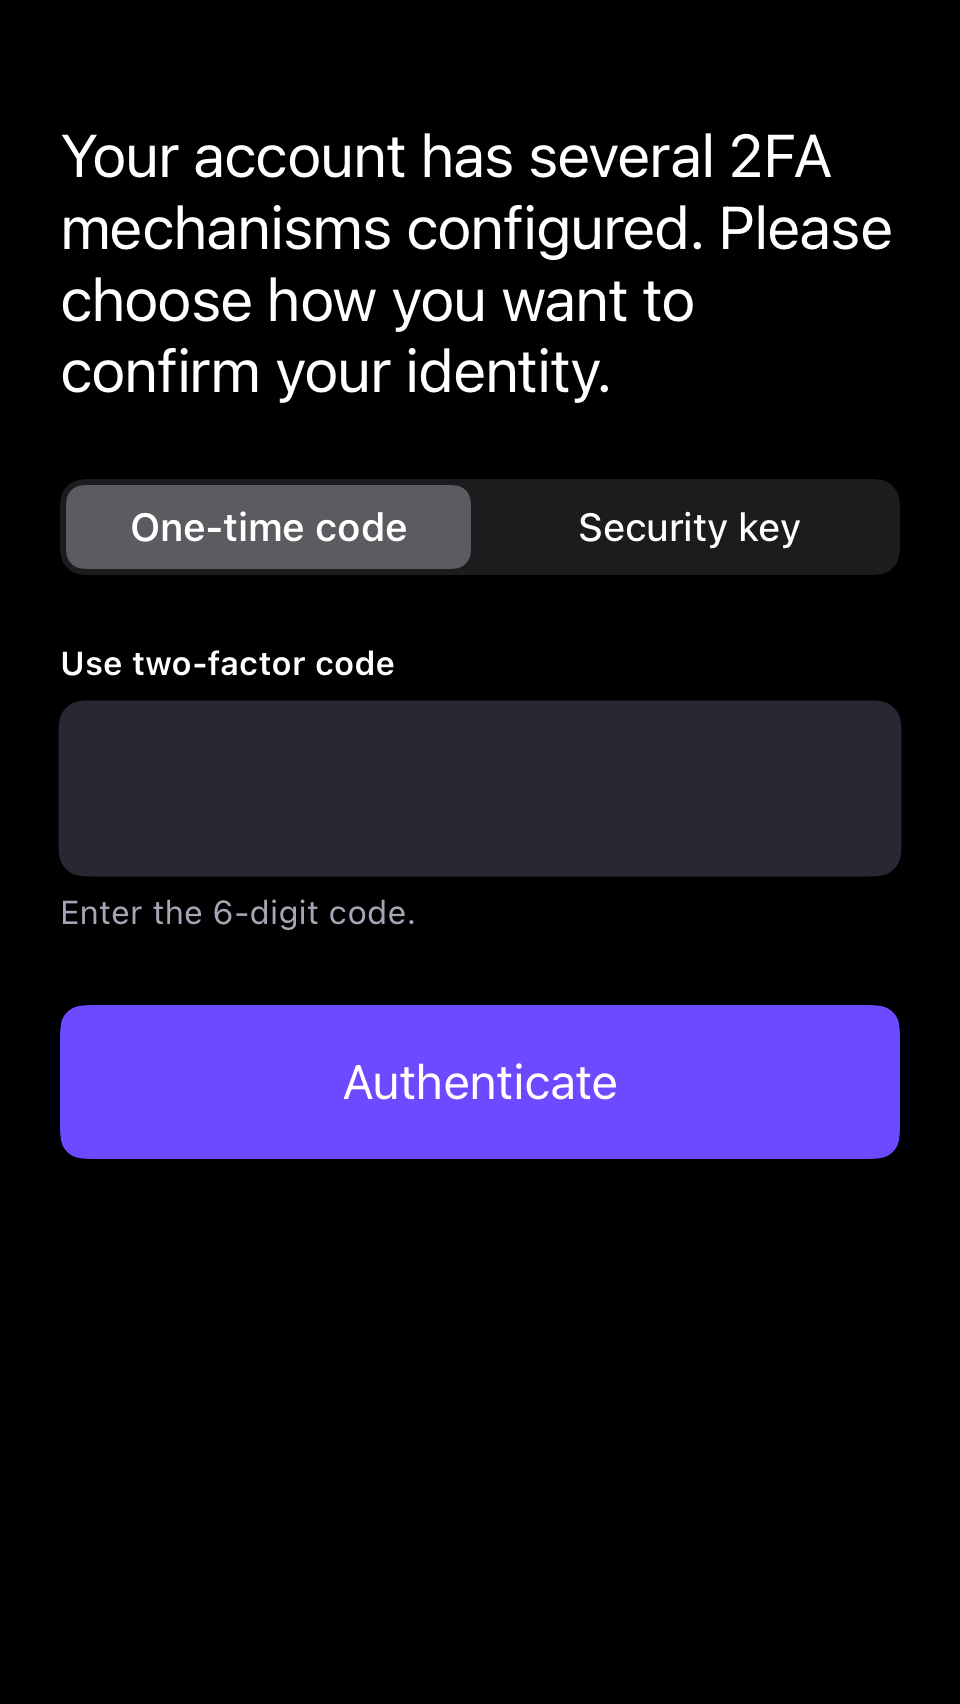 Your account has several 2FA
mechanisms configured. Please
choose how you want to
confirm your identity.
One-time code
Security key
Use two-factor code
Enter the 6-digit code.
Authenticate